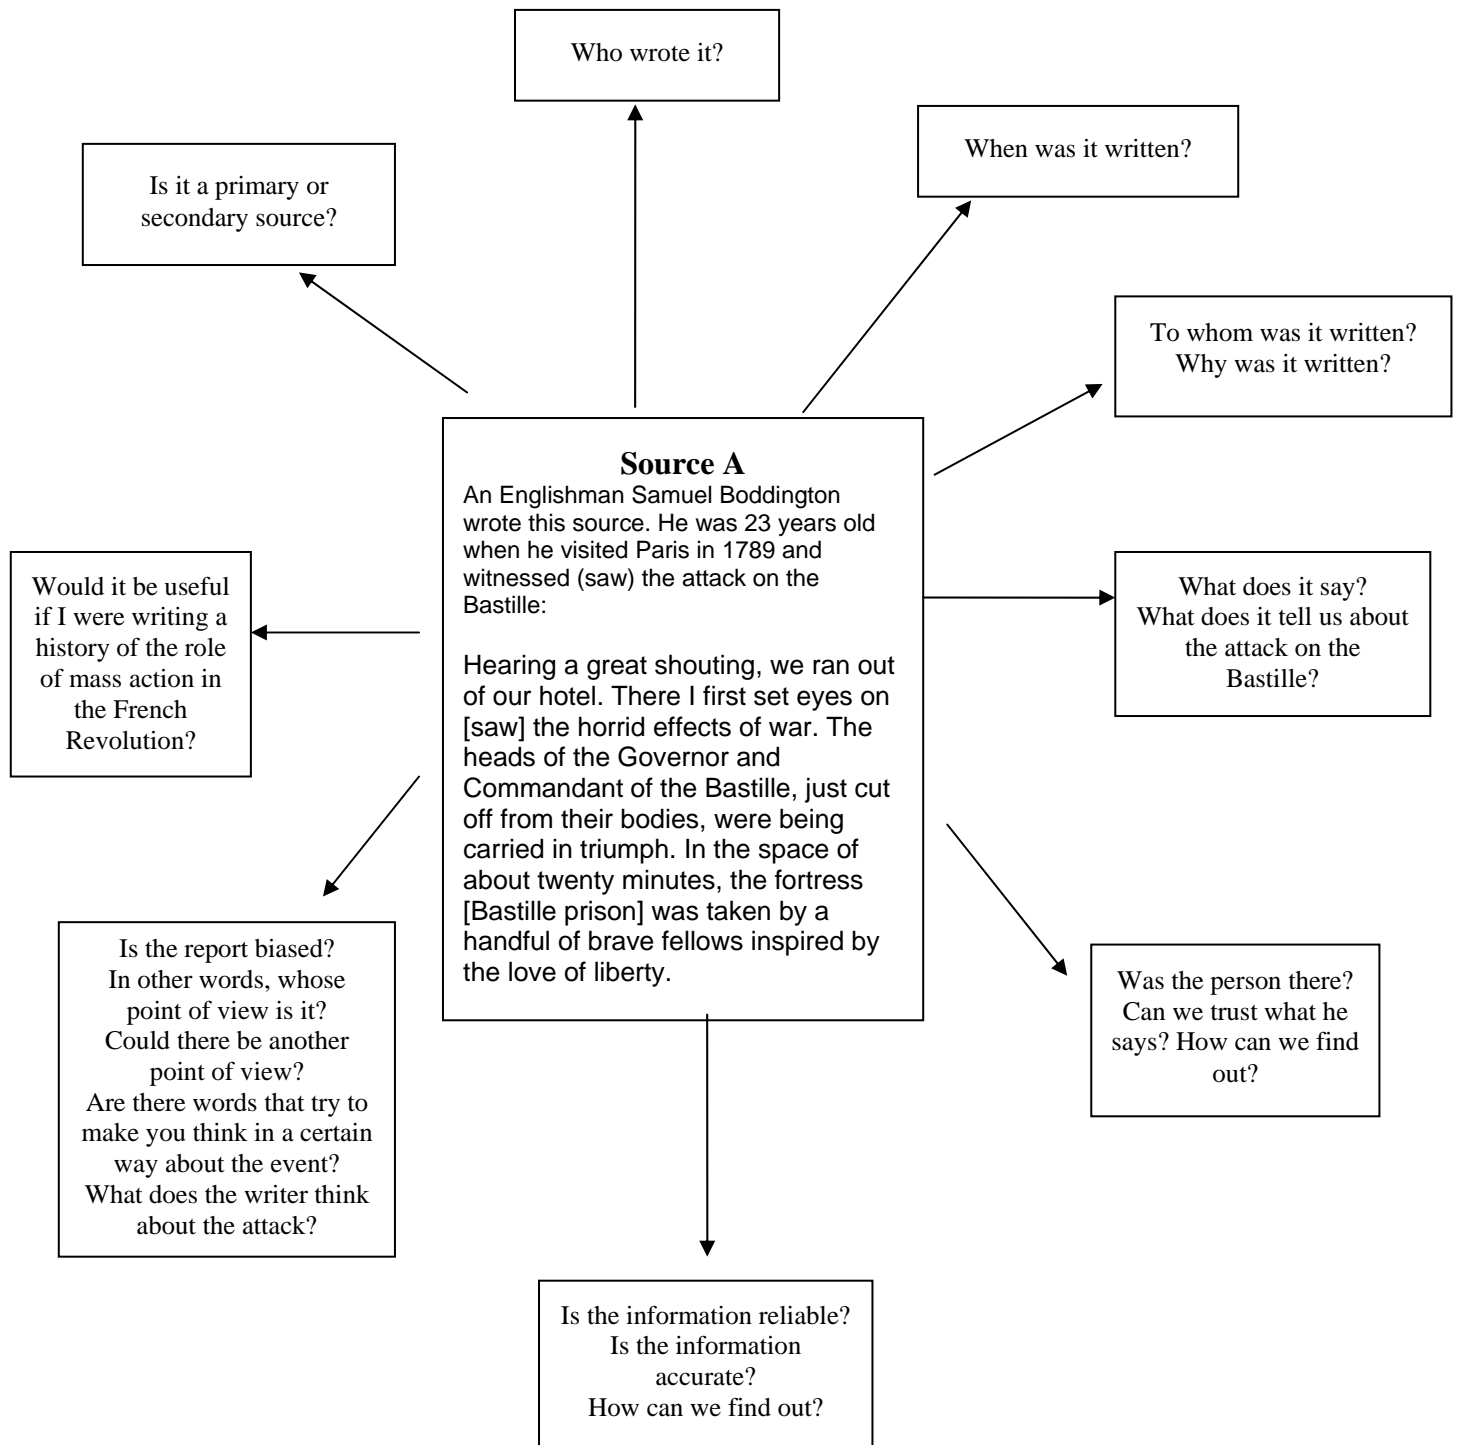 Who wrote it?
When was it written?
Is it a primary or
secondary source?
To whom was it written?
Why was it written?
Source A
An Englishman Samuel Boddington
wrote this source. He was 23 years old
when he visited Paris in 1789 and
witnessed (saw) the attack on the
Bastille:
Hearing a great shouting, we ran out
of our hotel. There I first set eyes on
[saw] the horrid effects of war. The
heads of the Governor and
Commandant of the Bastille, just cut
off from their bodies, were being
carried in triumph. In the space of
about twenty minutes, the fortress
[Bastille prison] was taken by a
handful of brave fellows inspired by
the love of liberty.
Would it be useful
if I were writing a
history of the role
of mass action in
the French
Revolution?
What does it say?
What does it tell us about
the attack on the
Bastille?
Is the report biased?
In other words, whose
point of view is it?
Could there be another
point of view?
Are there words that try to
make you think in a certain
way about the event?
What does the writer think
about the attack?
Was the person there?
Can we trust what he
says? How can we find
out?
Is the information reliable?
Is the information
accurate?
How can we find out?